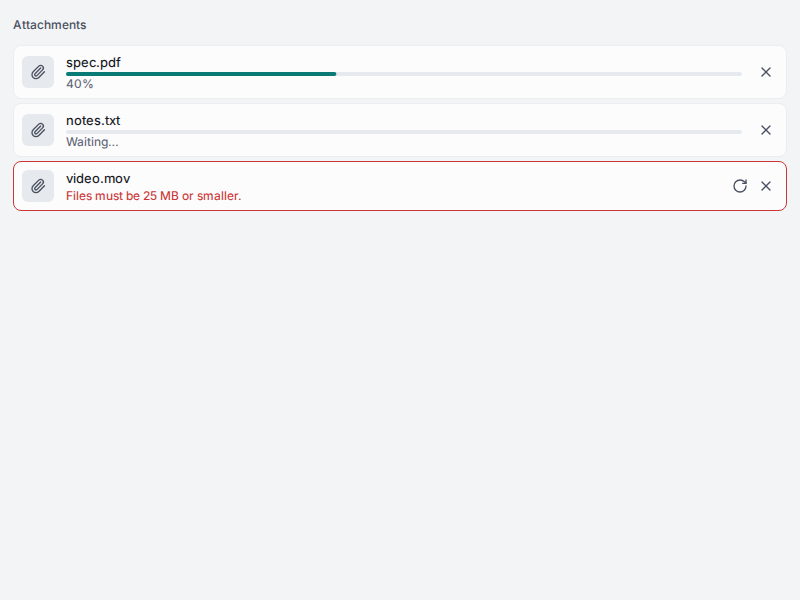 Attachments
spec.pdf
40%
notes.txt
Waiting...
video.mov
Files must be 25 MB or smaller.